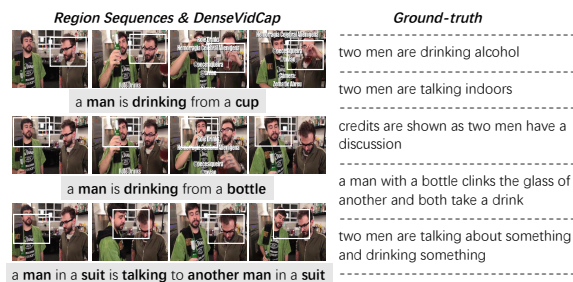 Region Sequences & DenseVidCap
Ground-truth
a man is drinking from a cup
a man is drinking from a bottle
a man in a suit is talking to another man in a suit
two men are drinking alcohol
two men are talking indoors
credits are shown as two men have a
discussion
a man with a bottle clinks the glass of
another and both take a drink
two men are talking about something
and drinking something